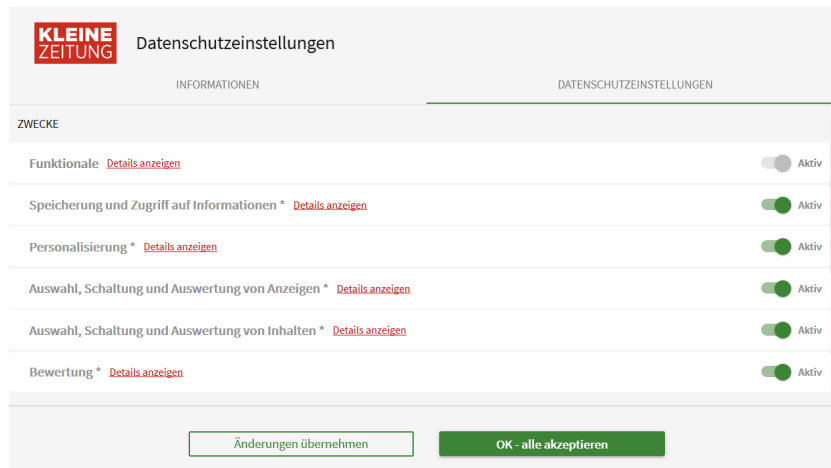 KLEINE
ZEITUNG
Datenschutzeinstellungen
INFORMATIONEN
DATENSCHUTZEINSTELLUNGEN
ZWECKE
Funktionale Details anzeigen Aktiv
Speicherung und Zugriff auf Informationen * Details anzeigen Aktiv
Personalisierung * Details anzeigen Aktiv
Auswahl, Schaltung und Auswertung von Anzeigen * Details anzeigen Aktiv
Auswahl, Schaltung und Auswertung von Inhalten * Details anzeigen Aktiv
Bewertung * Details anzeigen Aktiv
Änderungen übernehmen
OK - alle akzeptieren